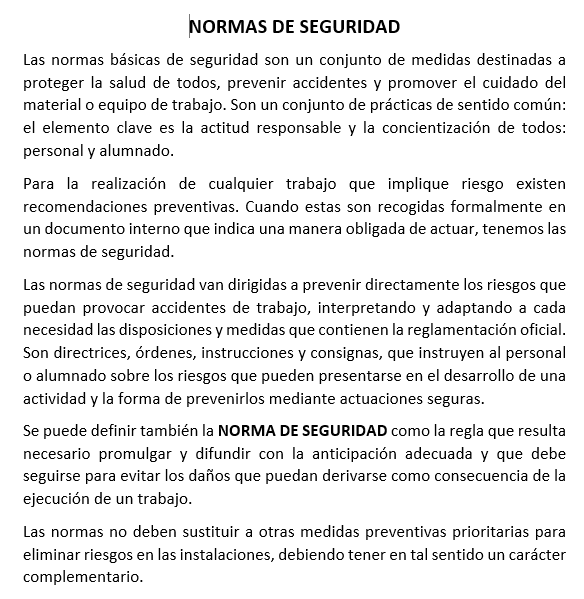 NORMAS DE SEGURIDAD
Las normas básicas de seguridad son un conjunto de medidas destinadas a
proteger la salud de todos, prevenir accidentes y promover el cuidado del
material o equipo de trabajo. Son un conjunto de prácticas de sentido común:
el elemento clave es la actitud responsable y la concientización de todos:
personal y alumnado.
Para la realización de cualquier trabajo que implique riesgo existen
recomendaciones preventivas. Cuando estas son recogidas formalmente en
un documento interno que indica una manera obligada de actuar, tenemos las
normas de seguridad.
Las normas de seguridad van dirigidas a prevenir directamente los riesgos que
puedan provocar accidentes de trabajo, interpretando y adaptando a cada
necesidad las disposiciones y medidas que contienen la reglamentación oficial.
Son directrices, órdenes, instrucciones y consignas, que instruyen al personal
o alumnado sobre los riesgos que pueden presentarse en el desarrollo de una
actividad y la forma de prevenirlos mediante actuaciones seguras.
Se puede definir también la NORMA DE SEGURIDAD como la regla que resulta
necesario promulgar y difundir con la anticipación adecuada y que debe
seguirse para evitar los daños que puedan derivarse como consecuencia de la
ejecución de un trabajo.
Las normas no deben sustituir a otras medidas preventivas prioritarias para
eliminar riesgos en las instalaciones, debiendo tener en tal sentido un carácter
complementario.